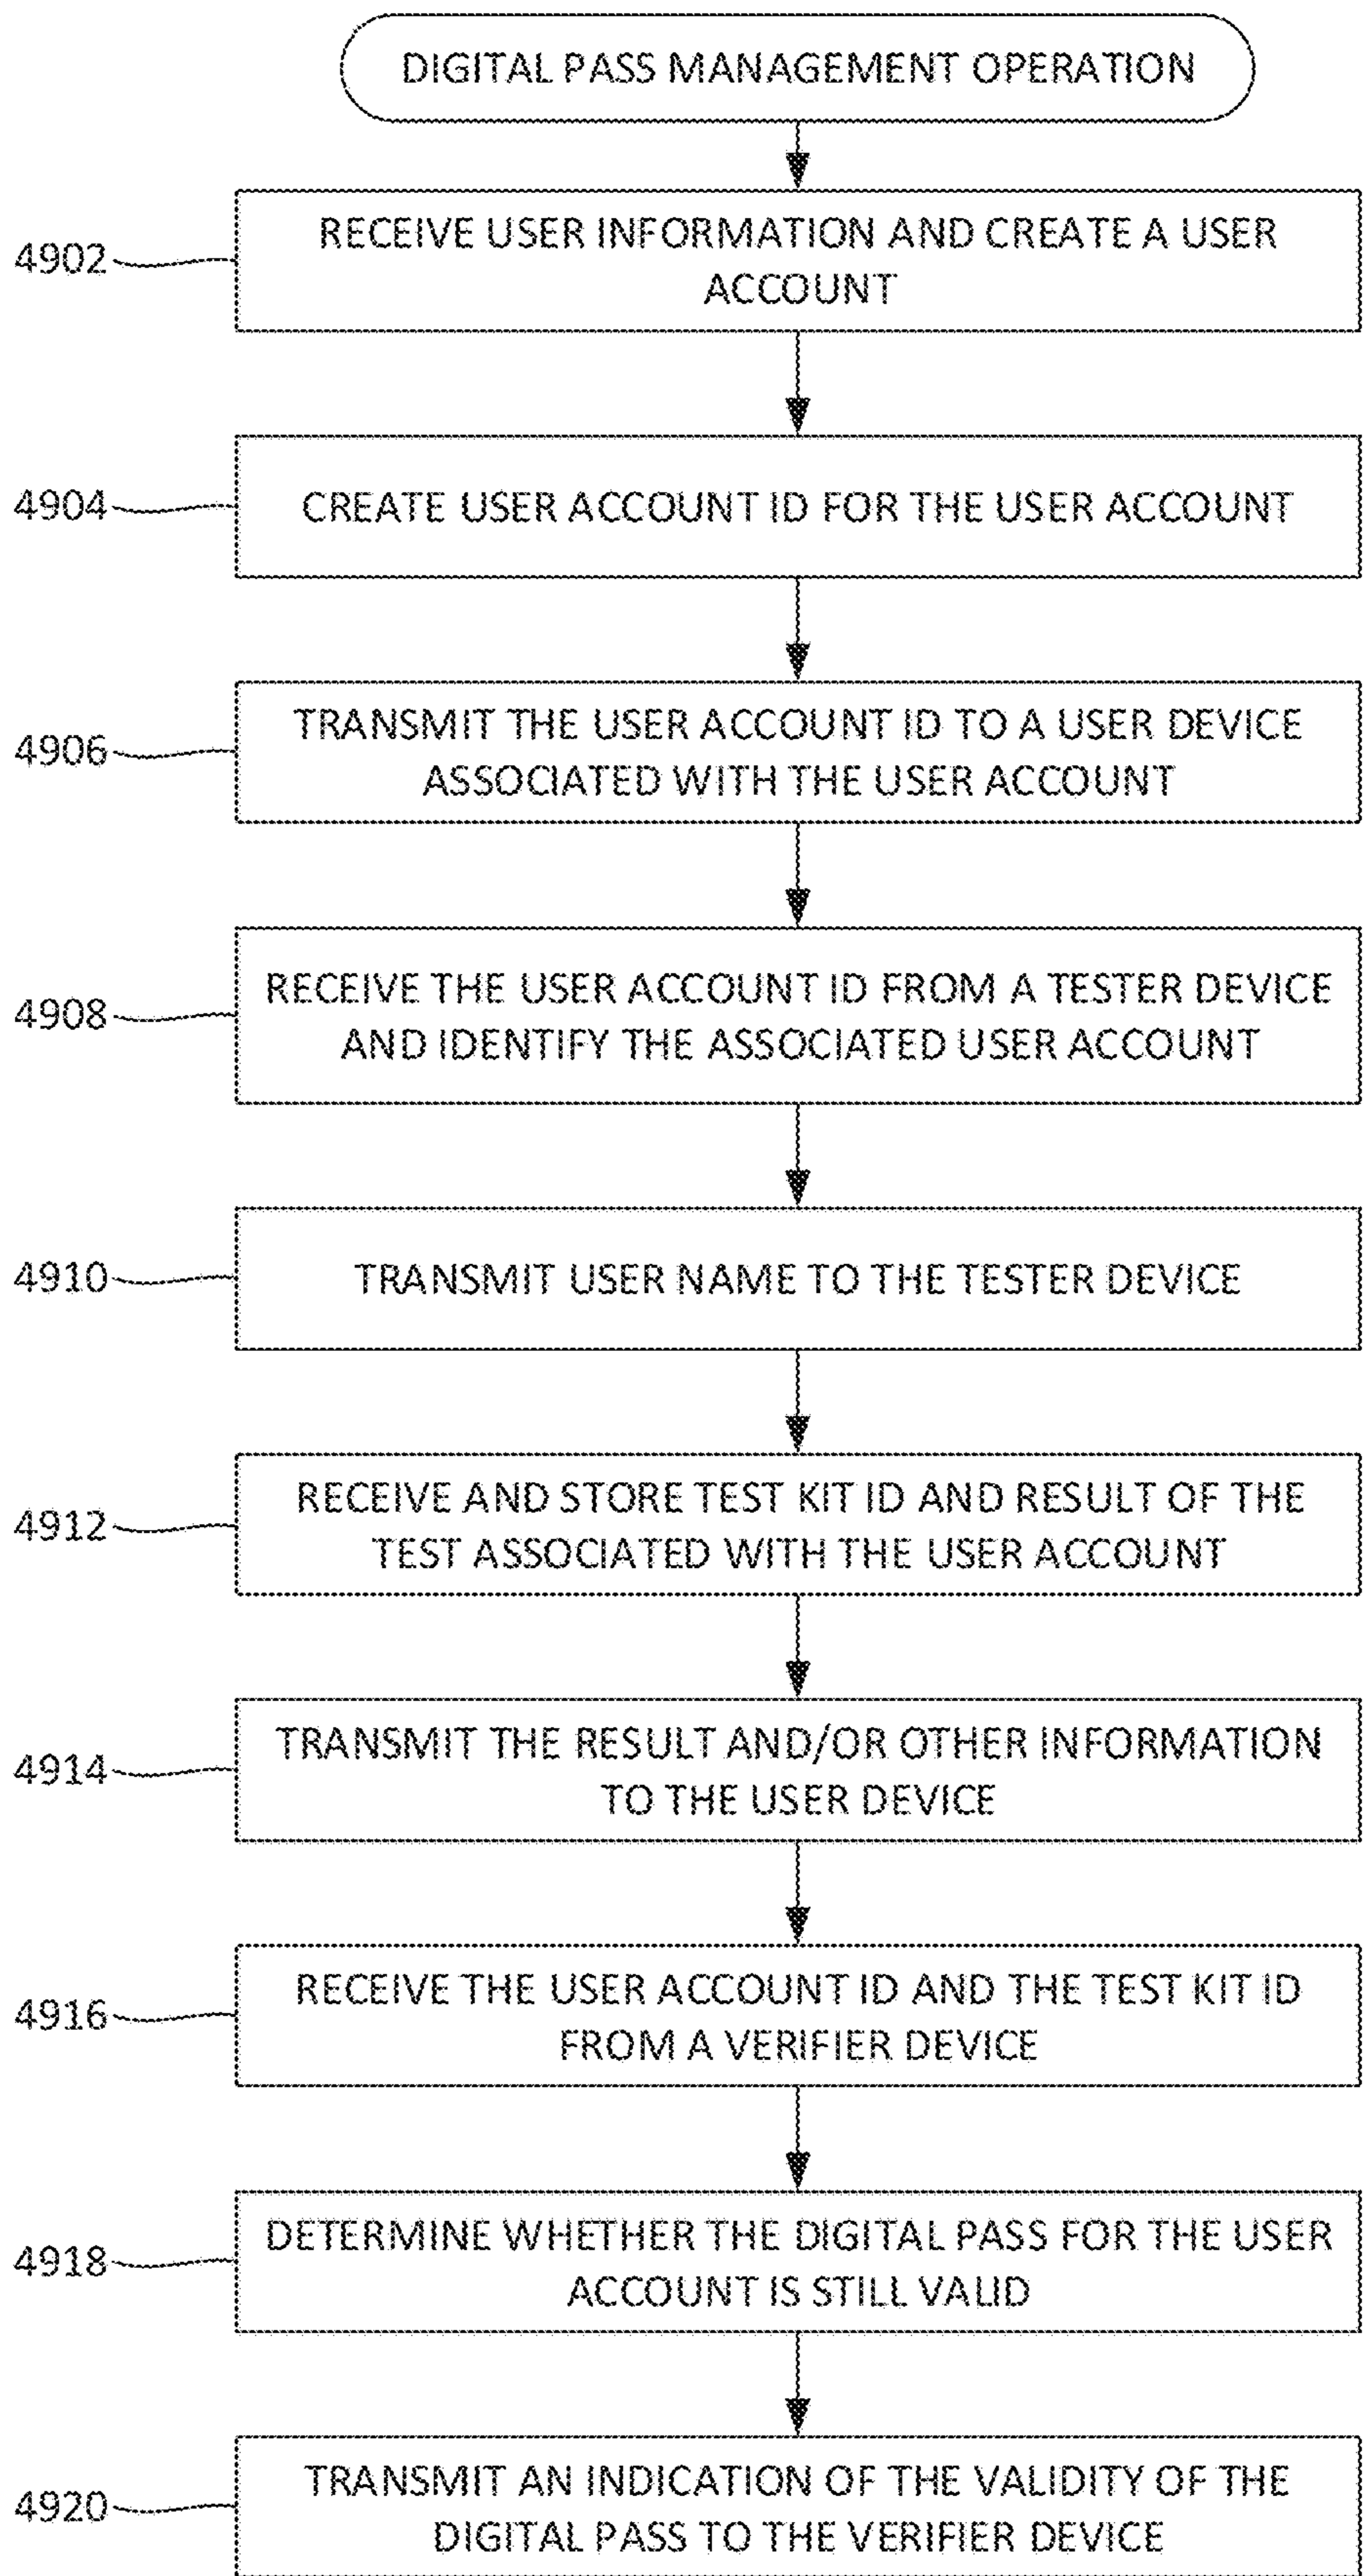 DIGITAL PASS MANAGEMENT OPERATION
4902
RECEIVE USER INFORMATION AND CREATE A USER
ACCOUNT
4904
CREATE USER ACCOUNT ID FOR THE USER ACCOUNT
4906
TRANSMIT THE USER ACCOUNT ID TO A USER DEVICE
ASSOCIATED WITH THE USER ACCOUNT
4908
RECEIVE THE USER ACCOUNT ID FROM A TESTER DEVICE
AND IDENTIFY THE ASSOCIATED USER ACCOUNT
4910
TRANSMIT USER NAME TO THE TESTER DEVICE
4912
RECEIVE AND STORE TEST KIT ID AND RESULT OF THE
TEST ASSOCIATED WITH THE USER ACCOUNT
4914
TRANSMIT THE RESULT AND/OR OTHER INFORMATION
TO THE USER DEVICE
4916
RECEIVE THE USER ACCOUNT ID AND THE TEST KIT ID
FROM A VERIFIER DEVICE
4918
DETERMINE WHETHER THE DIGITAL PASS FOR THE USER
ACCOUNT IS STILL VALID
4920
TRANSMIT AN INDICATION OF THE VALIDITY OF THE
DIGITAL PASS TO THE VERIFIER DEVICE